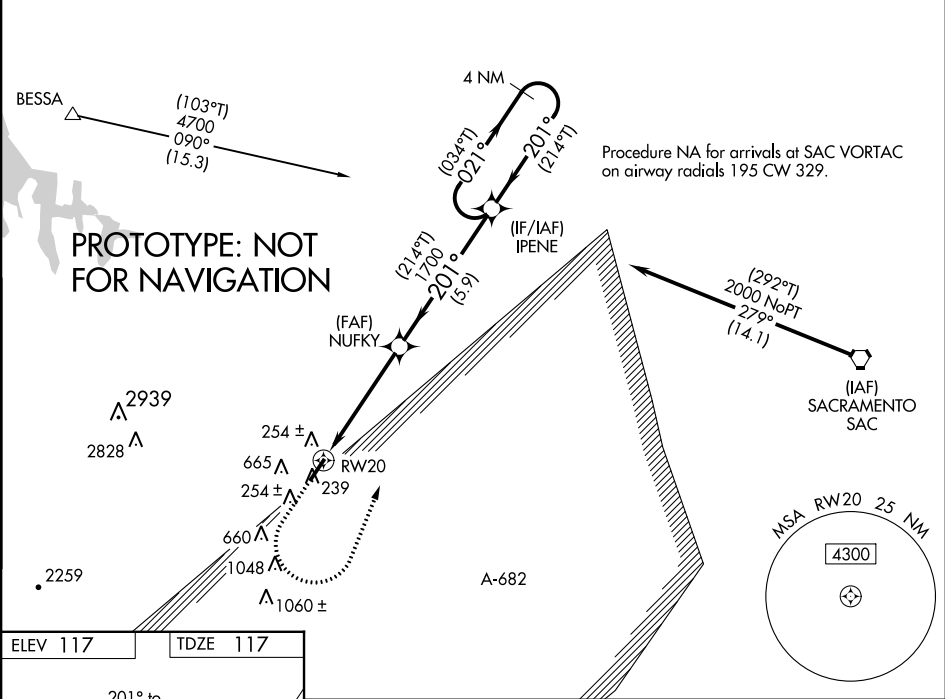 4 NM
BESSA
(103°T)
4700
090°
(15.3)
(034°T)
021°
201°
(214°T)
Procedure NA for arrivals at SAC VORTAC
on airway radials 195 CW 329.
(IF/IAF)
IPENE
PROTOTYPE: NOT
FOR NAVIGATION
(214°T)
1700
201°
(5.9)
(292°T)
2000 NoPT
279°
(14.1)
(FAF)
NUFKY
(IAF)
SACRAMENTO
SAC
2939
2828
254 ±
665
RW20
239
254 ±
660
1048
1060 ±
2259
A-682
MSA RW20 25 NM
4300
ELEV 117
TDZE 117
201° to